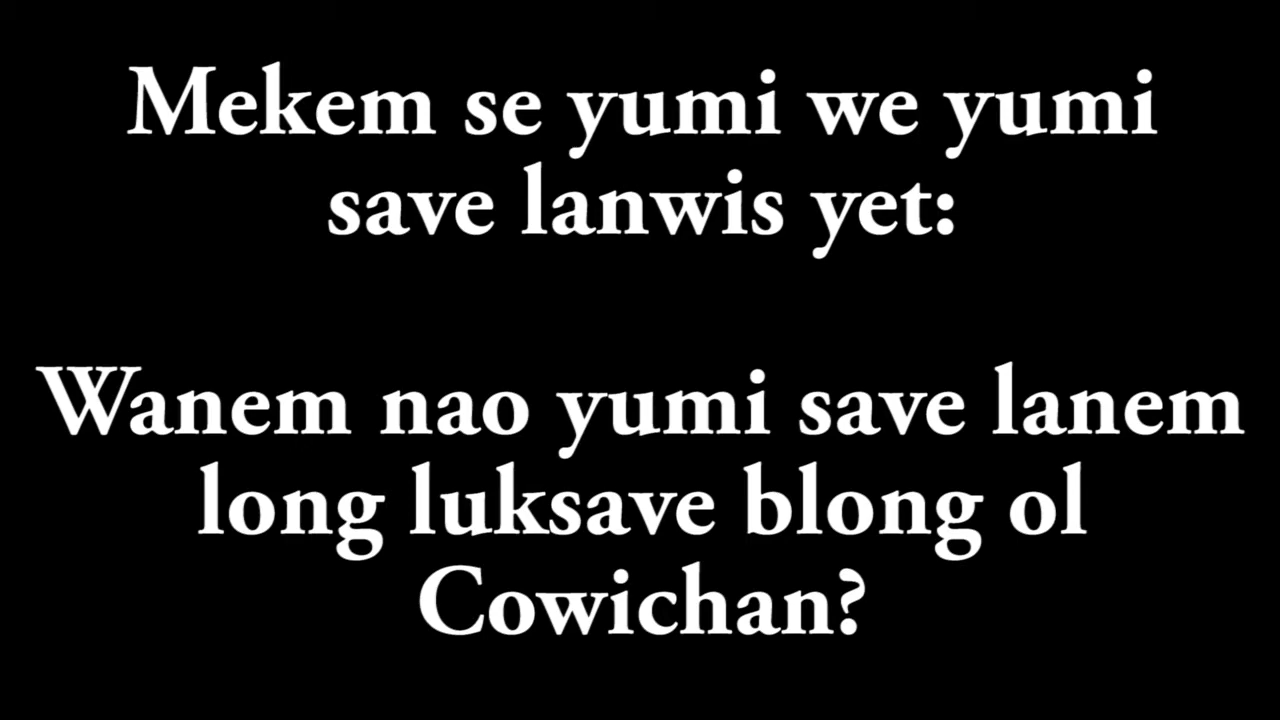 Mekem se yumi we yumi
save lanwis yet:
Wanem nao yumi save lanem
long luksave blong ol
Cowichan?